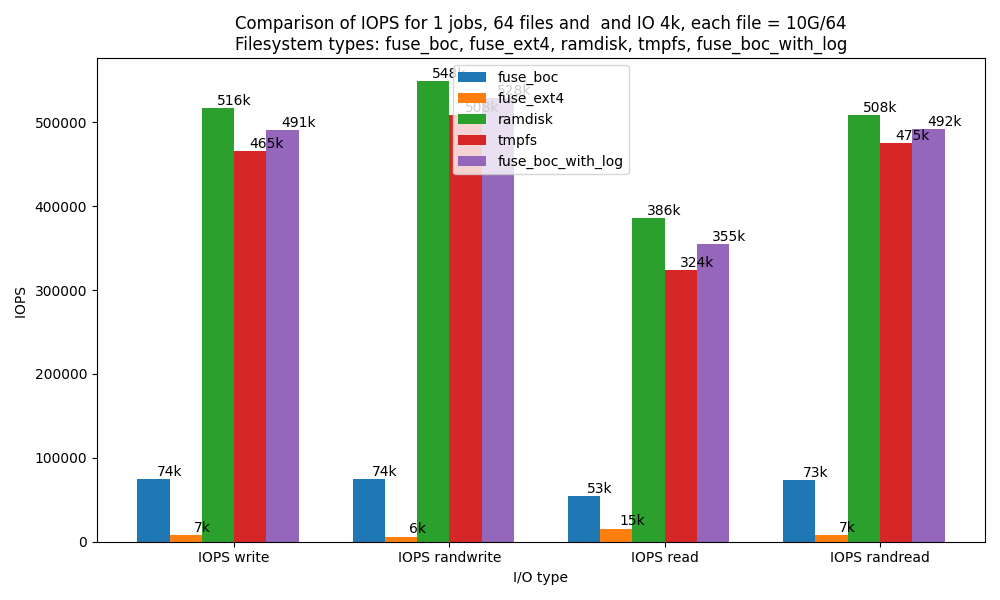 Comparison of IOPS for 1 jobs, 64 files and  and IO 4k, each file = 10G/64
Filesystem types: fuse_boc, fuse_ext4, ramdisk, tmpfs, fuse_boc_with_log
fuse_boc
fuse_ext4
ramdisk
tmpfs
fuse_boc_with_log
IOPS
500000
400000
300000
200000
100000
0
74k
7k
516k
465k
491k
74k
6k
548k
508k
528k
53k
15k
386k
324k
355k
73k
7k
508k
475k
492k
IOPS write
IOPS randwrite
IOPS read
IOPS randread
I/O type